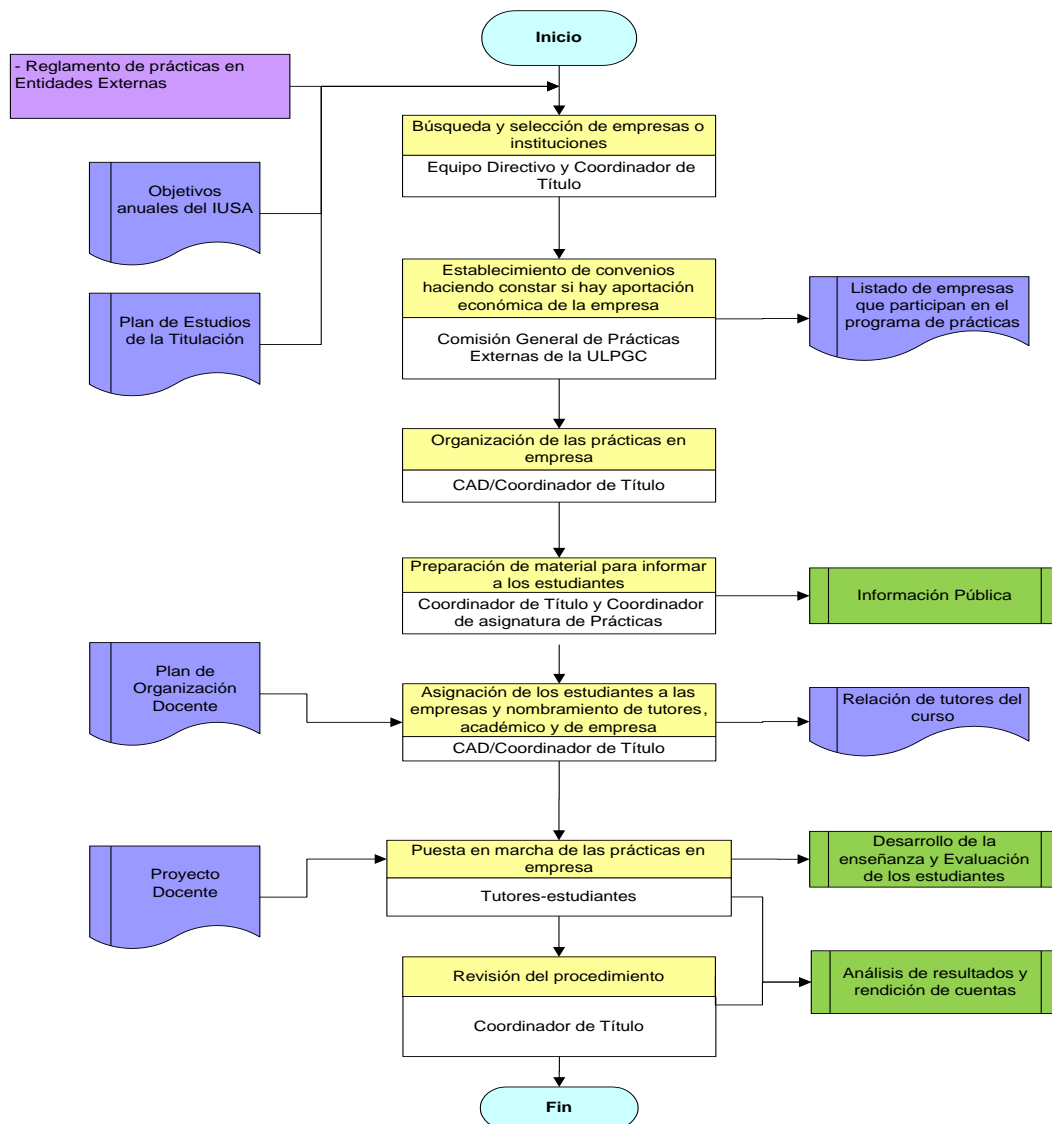 Inicio
- Reglamento de prácticas en
Entidades Externas
Búsqueda y selección de empresas o
instituciones
Equipo Directivo y Coordinador de
Título
Objetivos
anuales del IUSA
Plan de Estudios
de la Titulación
Establecimiento de convenios
haciendo constar si hay aportación
económica de la empresa
Comisión General de Prácticas
Externas de la ULPGC
Listado de empresas
que participan en el
programa de prácticas
Organización de las prácticas en
empresa
CAD/Coordinador de Título
Preparación de material para informar
a los estudiantes
Coordinador de Título y Coordinador
de asignatura de Prácticas
Información Pública
Plan de
Organización
Docente
Asignación de los estudiantes a las
empresas y nombramiento de tutores,
académico y de empresa
CAD/Coordinador de Título
Relación de tutores del
curso
Proyecto
Docente
Puesta en marcha de las prácticas en
empresa
Tutores-estudiantes
Desarrollo de la
enseñanza y Evaluación
de los estudiantes
Revisión del procedimiento
Coordinador de Título
Análisis de resultados y
rendición de cuentas
Fin